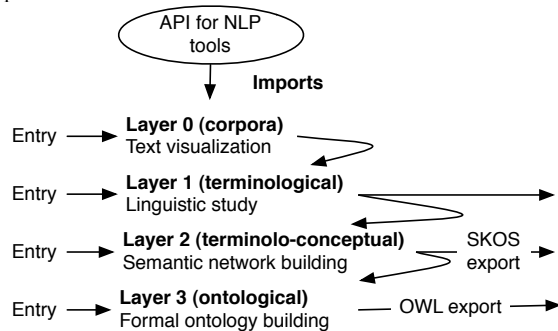 API for NLP
tools
Imports
Entry
Layer 0 (corpora)
Text visualization
Entry
Layer 1 (terminological)
Linguistic study
Entry
Layer 2 (terminolo-conceptual)
Semantic network building
SKOS
export
Entry
Layer 3 (ontological)
Formal ontology building
OWL export